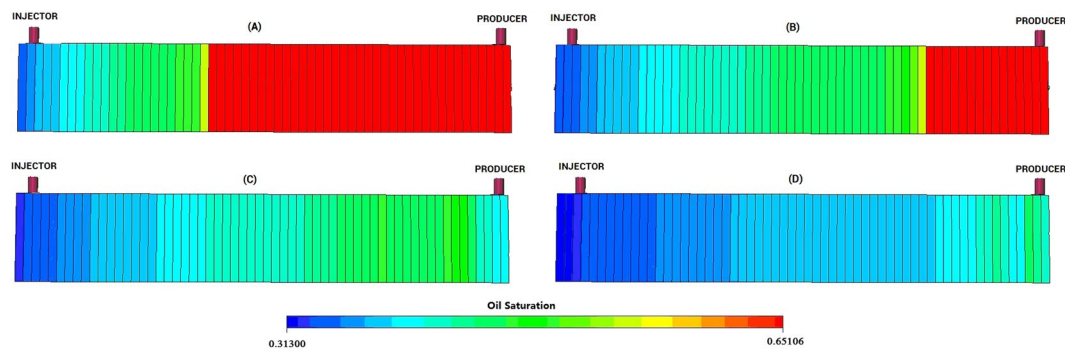 INJECTOR
(A)
PRODUCER
INJECTOR
(B)
PRODUCER
INJECTOR
(C)
PRODUCER
INJECTOR
(D)
PRODUCER
Oil Saturation
0.31300
0.65106